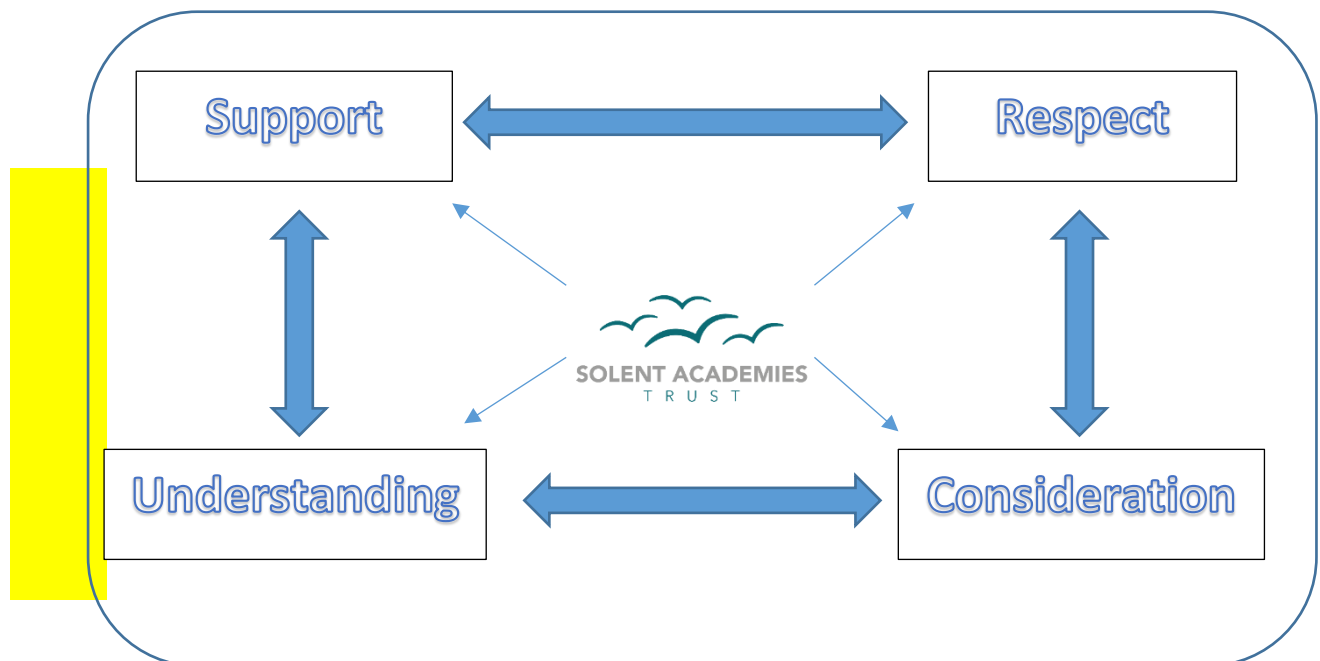 Support
Respect
SOLENT ACADEMIES
TRUST
Understanding
Consideration